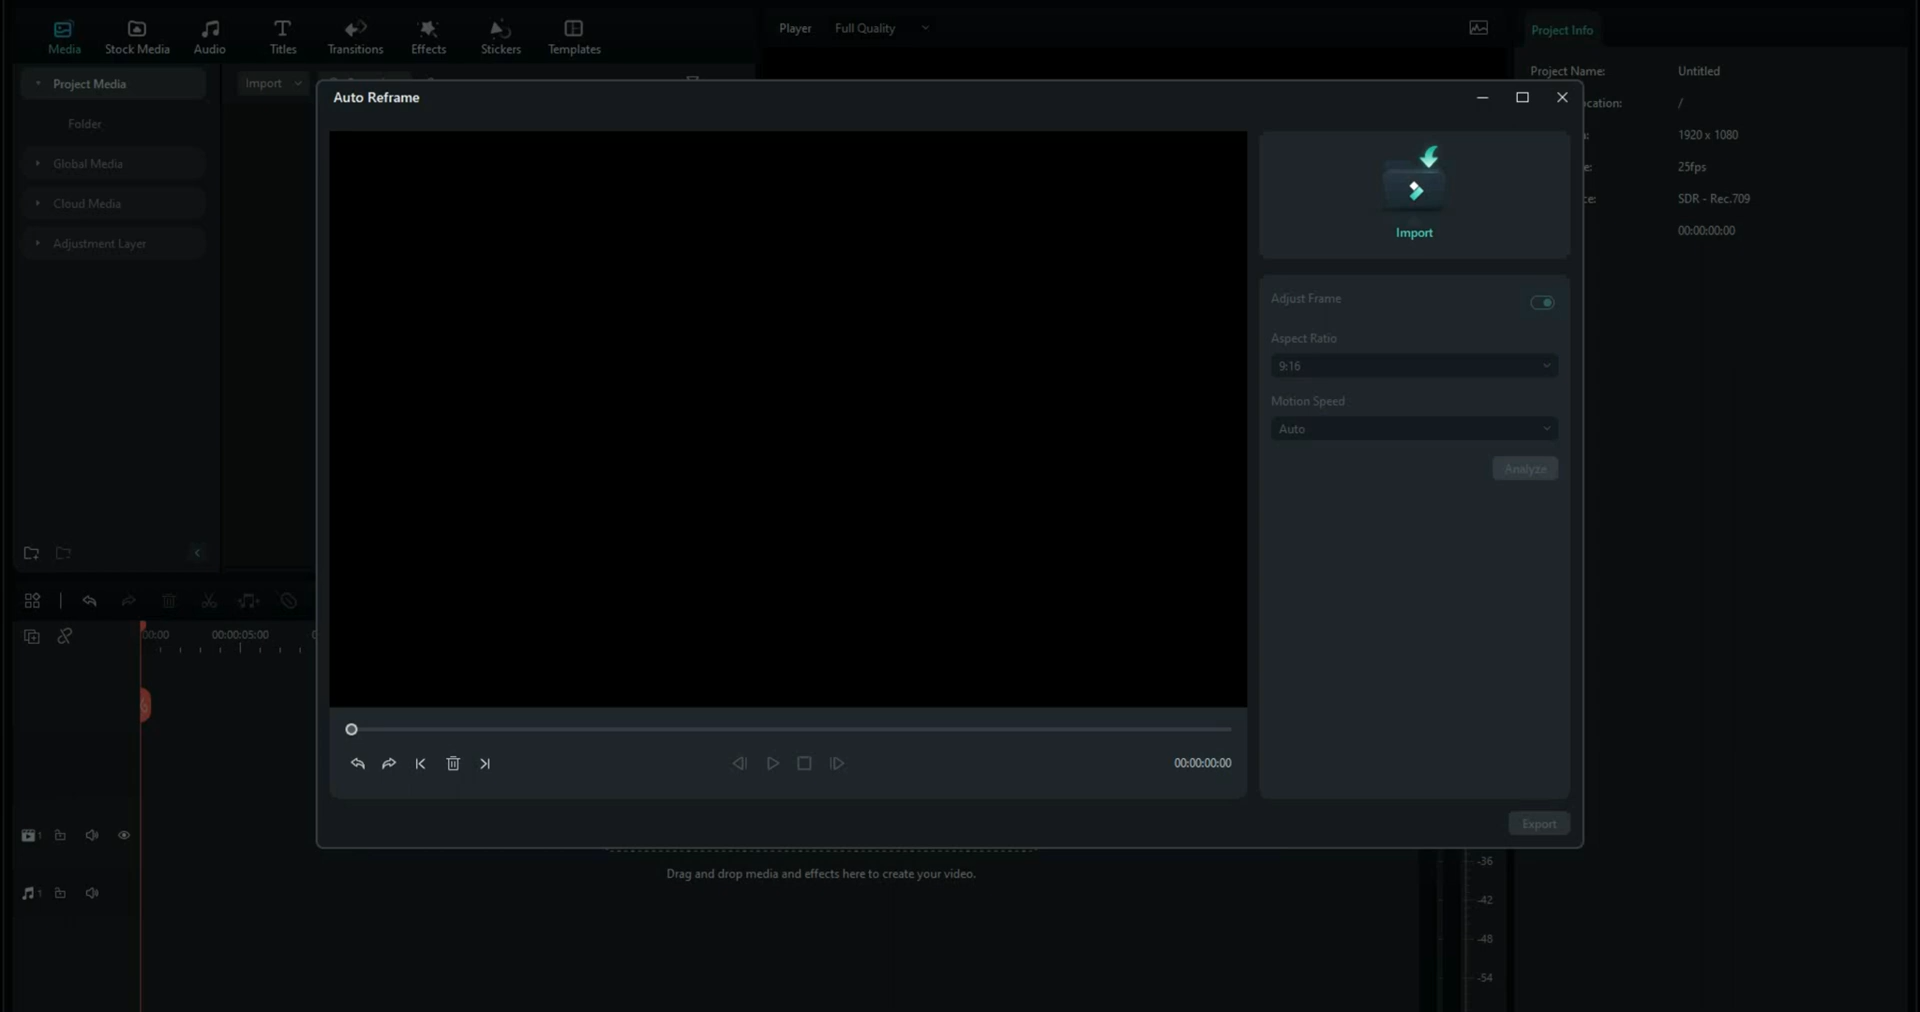 Media
Stock Media
Audio
Titles
Transitions
Effects
Stickers
Templates
Player
Full Quality
Project Info
Project Media
Folder
Global Media
Cloud Media
Adjustment Layer
Import
Project Name:
Untitled
ocation:
/
1920 x 1080
25fps
SDR - Rec.709
00:00:00:00
Auto Reframe
Import
Adjust Frame
Aspect Ratio
9:16
Motion Speed
Auto
Analyze
00:00:00:00
Export
00:00
00:00:05:00
1
1
Drag and drop media and effects here to create your video.
-36
-42
-48
-54